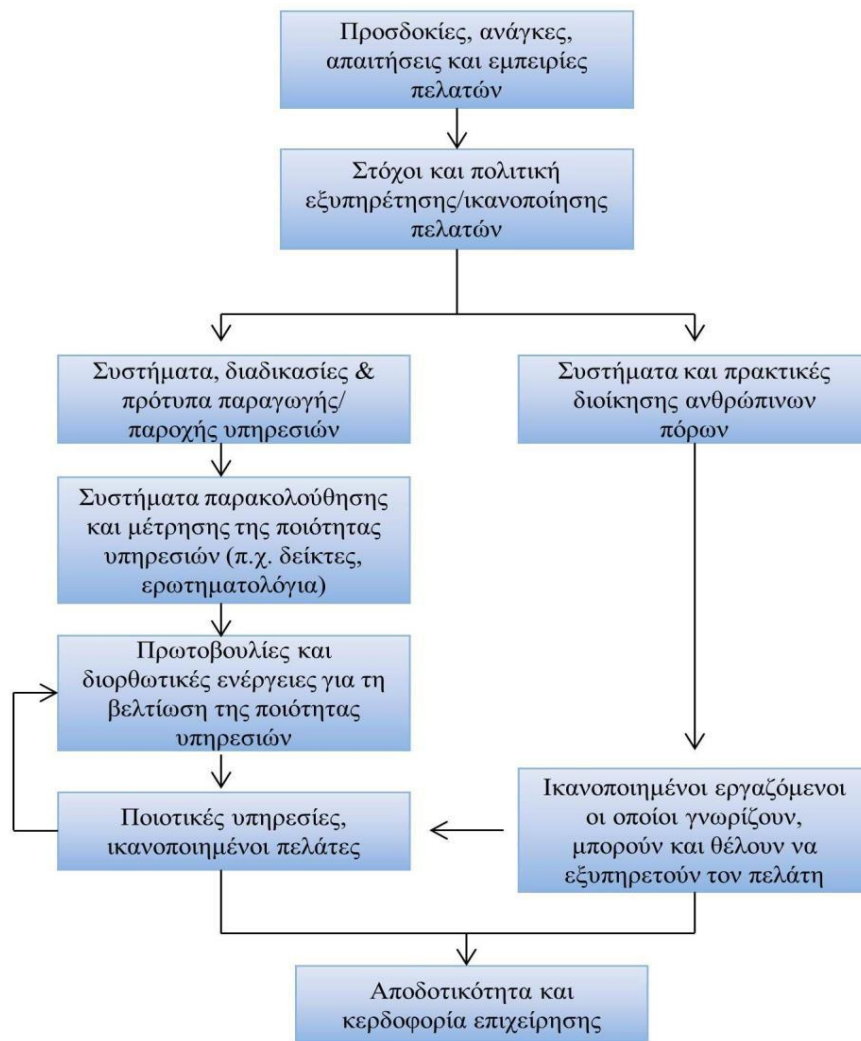 Προσδοκίες, ανάγκες,
απαιτήσεις και εμπειρίες
πελατών
Στόχοι και πολιτική
εξυπηρέτησης/ικανοποίησης
πελατών
Συστήματα, διαδικασίες &
πρότυπα παραγωγής/
παροχής υπηρεσιών
Συστήματα και πρακτικές
διοίκησης ανθρώπινων
πόρων
Συστήματα παρακολούθησης
και μέτρησης της ποιότητας
υπηρεσιών (π.χ. δείκτες,
ερωτηματολόγια)
Πρωτοβουλίες και
διορθωτικές ενέργειες για τη
βελτίωση της ποιότητας
υπηρεσιών
Ποιοτικές υπηρεσίες,
ικανοποιημένοι πελάτες
Ικανοποιημένοι εργαζόμενοι
οι οποίοι γνωρίζουν,
μπορούν και θέλουν να
εξυπηρετούν τον πελάτη
Αποδοτικότητα και
κερδοφορία επιχείρησης